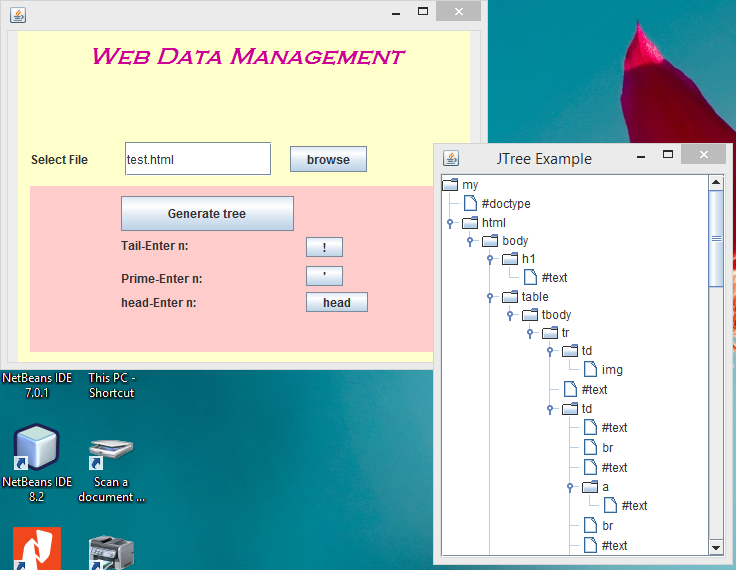 Web Data Management
Select File
test.html
browse
Generate tree
Tail-Enter n:
!
Prime-Enter n:
'
head-Enter n:
head
JTree Example
my
#doctype
html
body
h1
#text
table
tbody
tr
td
img
#text
td
#text
br
#text
a
#text
br
#text
NetBeans IDE
7.0.1
This PC -
Shortcut
NetBeans IDE
8.2
Scan a
document ...